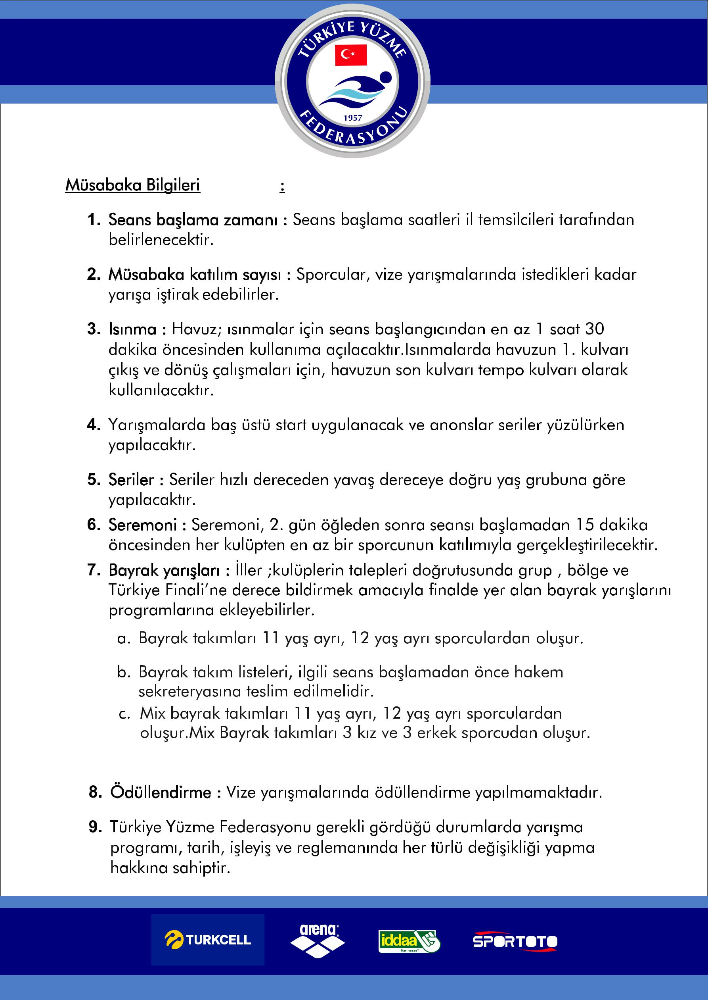 TÜRKİYE YÜZME
1957
FEDERASYONU
Müsabaka Bilgileri :
1. Seans başlama zamanı : Seans başlama saatleri il temsilcileri tarafından
belirlenecektir.
2. Müsabaka katılım sayısı : Sporcular, vize yarışmalarında istedikleri kadar
yarışa iştirak edebilirler.
3. Isınma : Havuz; ısınmalar için seans başlangıcından en az 1 saat 30
dakika öncesinden kullanıma açılacaktır.Isınmalarda havuzun 1. kulvarı
çıkış ve dönüş çalışmaları için, havuzun son kulvarı tempo kulvarı olarak
kullanılacaktır.
4. Yarışmalarda baş üstü start uygulanacak ve anonslar seriler yüzülürken
yapılacaktır.
5. Seriler : Seriler hızlı dereceden yavaş dereceye doğru yaş grubuna göre
yapılacaktır.
6. Seremoni : Seremoni, 2. gün öğleden sonra seansı başlamadan 15 dakika
öncesinden her kulüpten en az bir sporcunun katılımıyla gerçekleştirilecektir.
7. Bayrak yarışları : İller ;kulüplerin talepleri doğrutusunda grup , bölge ve
Türkiye Finali’ne derece bildirmek amacıyla finalde yer alan bayrak yarışlarını
programlarına ekleyebilirler.
a. Bayrak takımları 11 yaş ayrı, 12 yaş ayrı sporculardan oluşur.
b. Bayrak takım listeleri, ilgili seans başlamadan önce hakem
sekreteryasına teslim edilmelidir.
c. Mix bayrak takımları 11 yaş ayrı, 12 yaş ayrı sporculardan
oluşur.Mix Bayrak takımları 3 kız ve 3 erkek sporcudan oluşur.
8. Ödüllendirme : Vize yarışmalarında ödüllendirme yapılmamaktadır.
9. Türkiye Yüzme Federasyonu gerekli gördüğü durumlarda yarışma
programı, tarih, işleyiş ve reglemanında her türlü değişikliği yapma
hakkına sahiptir.
TURKCELL
arena
iddaa
Var mısın?
SPORTOTO